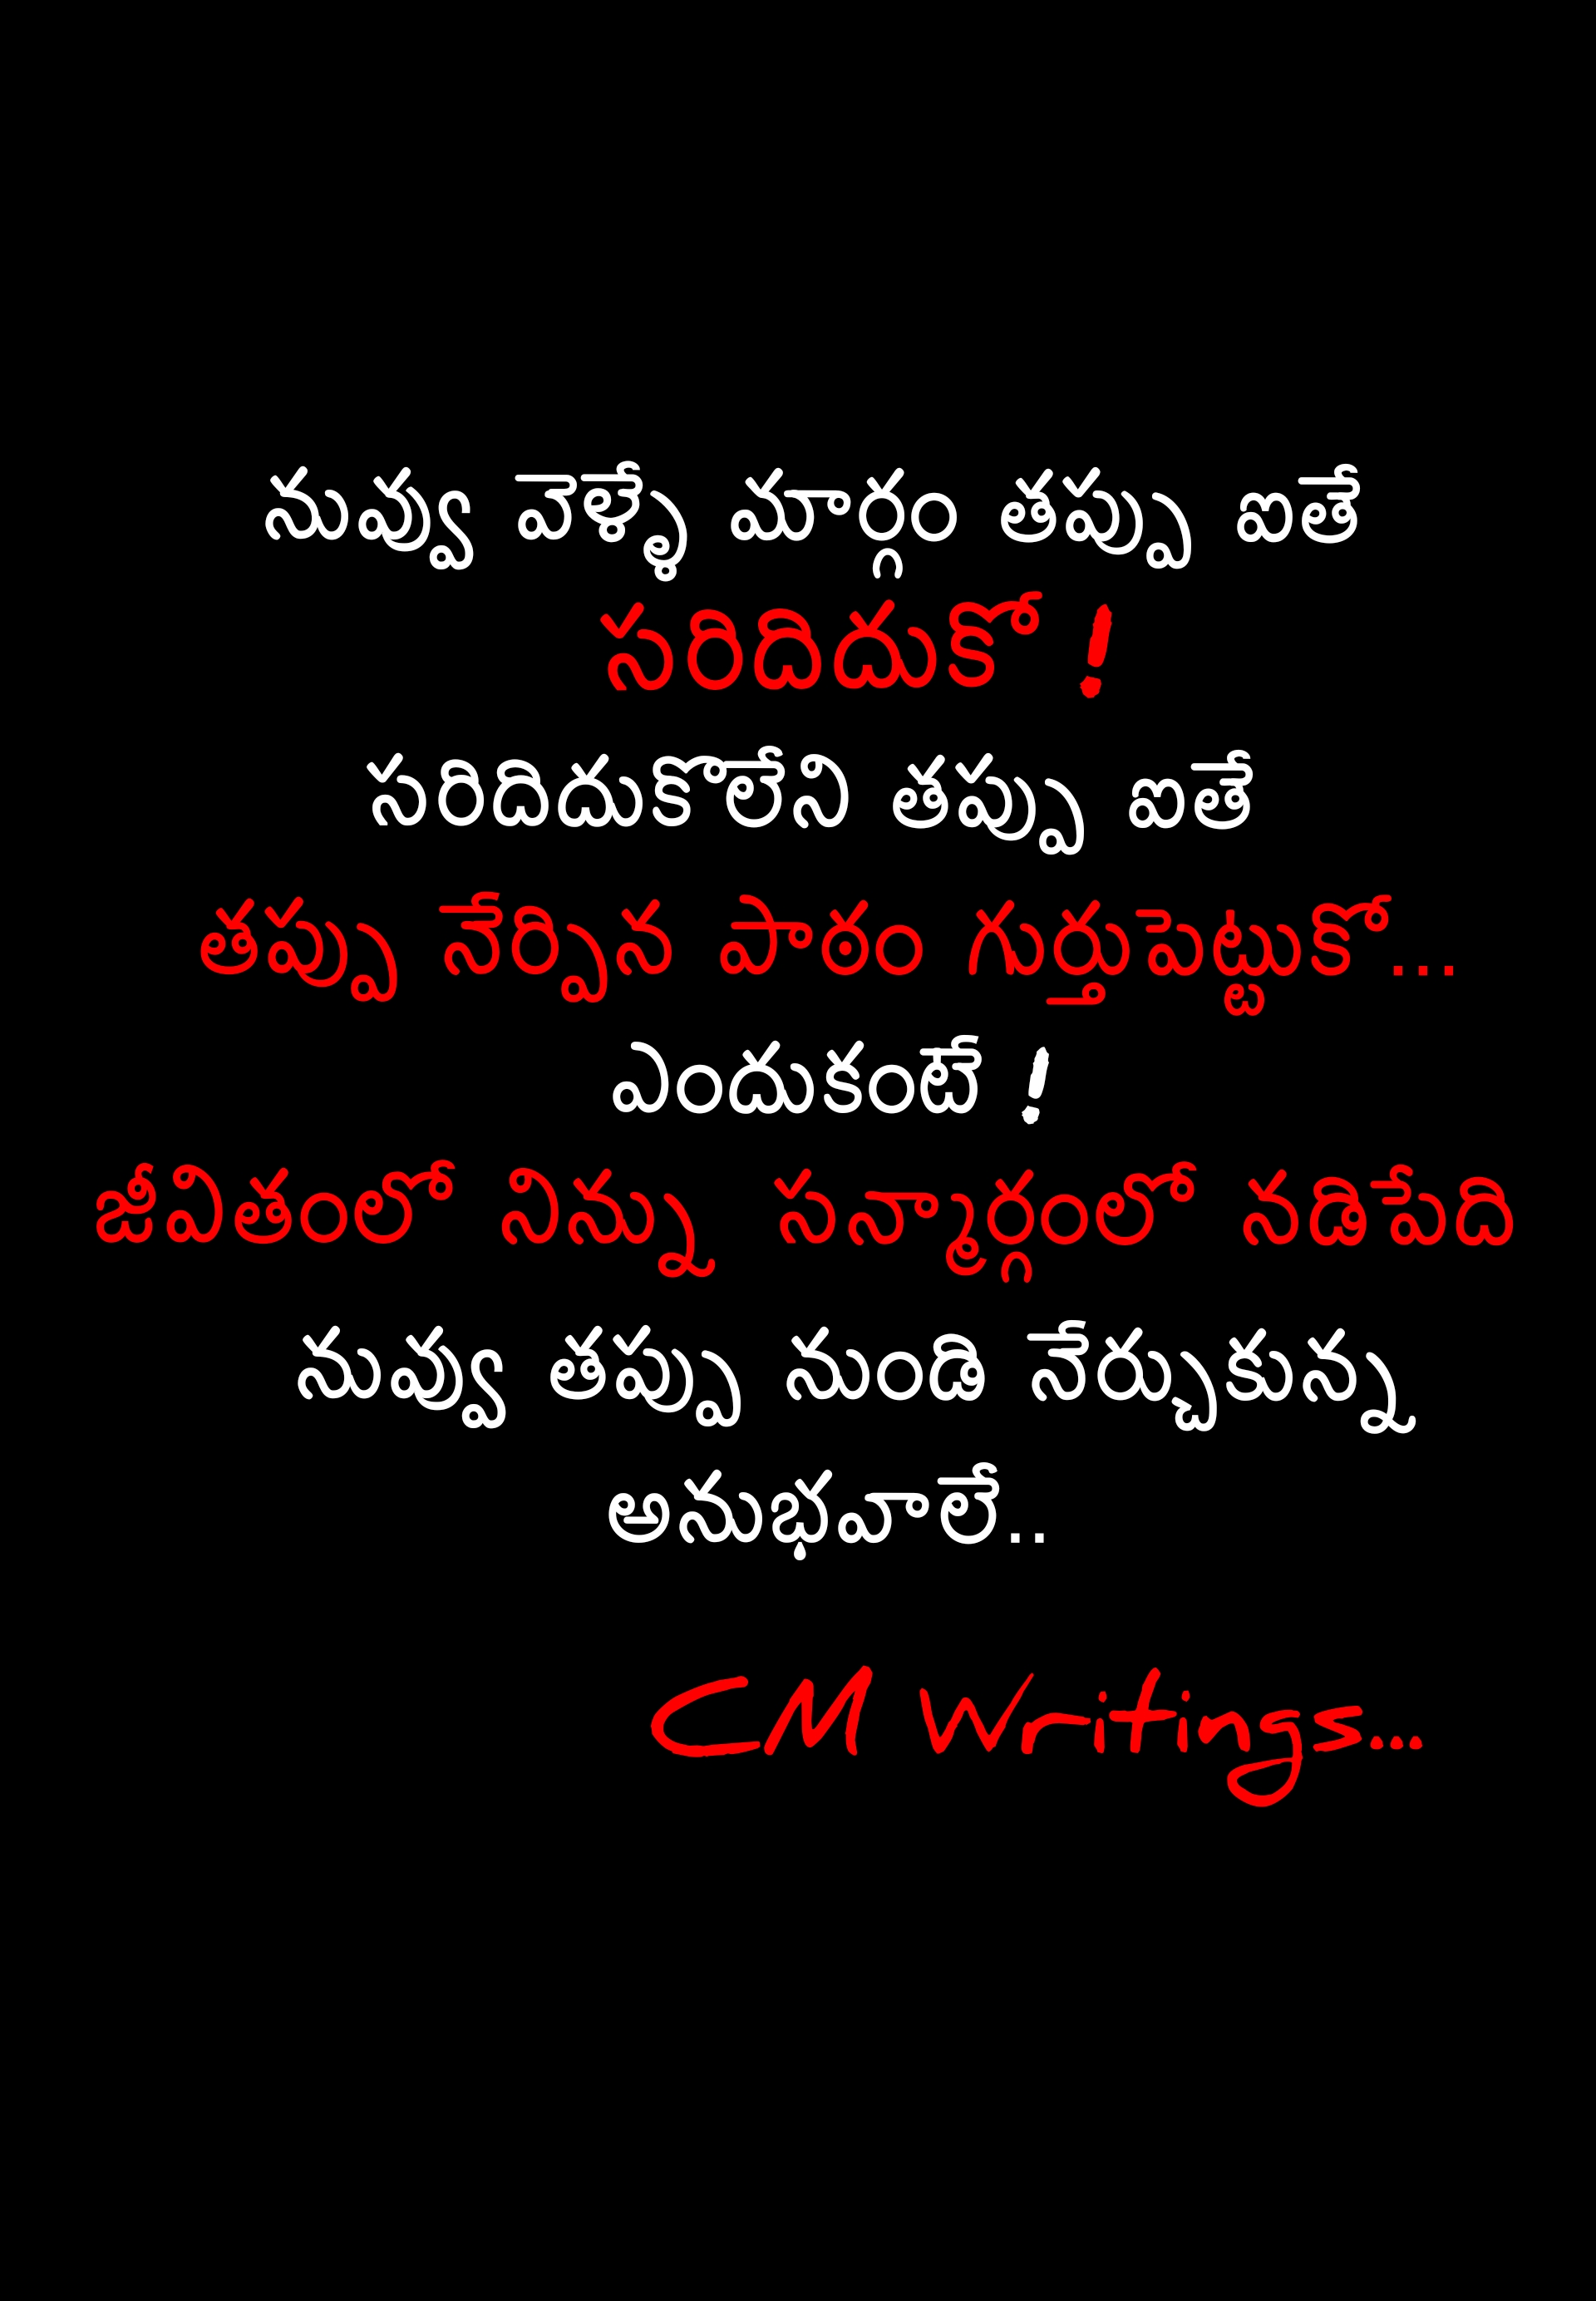 నువ్వు వెళ్ళే మార్గం తప్పు ఐతే
సరిదిదుకో !
సరిదిదుకొాలేని తప్పు ఐతే
తప్పు నేర్పిన పాఠం గుర్తుపెట్టుకో...
ఎందుకంటే !
జీవితంలో నిన్ను సన్మార్గంలో నడిపేది
నువ్వు తప్పు నుండి నేర్చుకున్న
అనుభవాలే..
CM Writings...